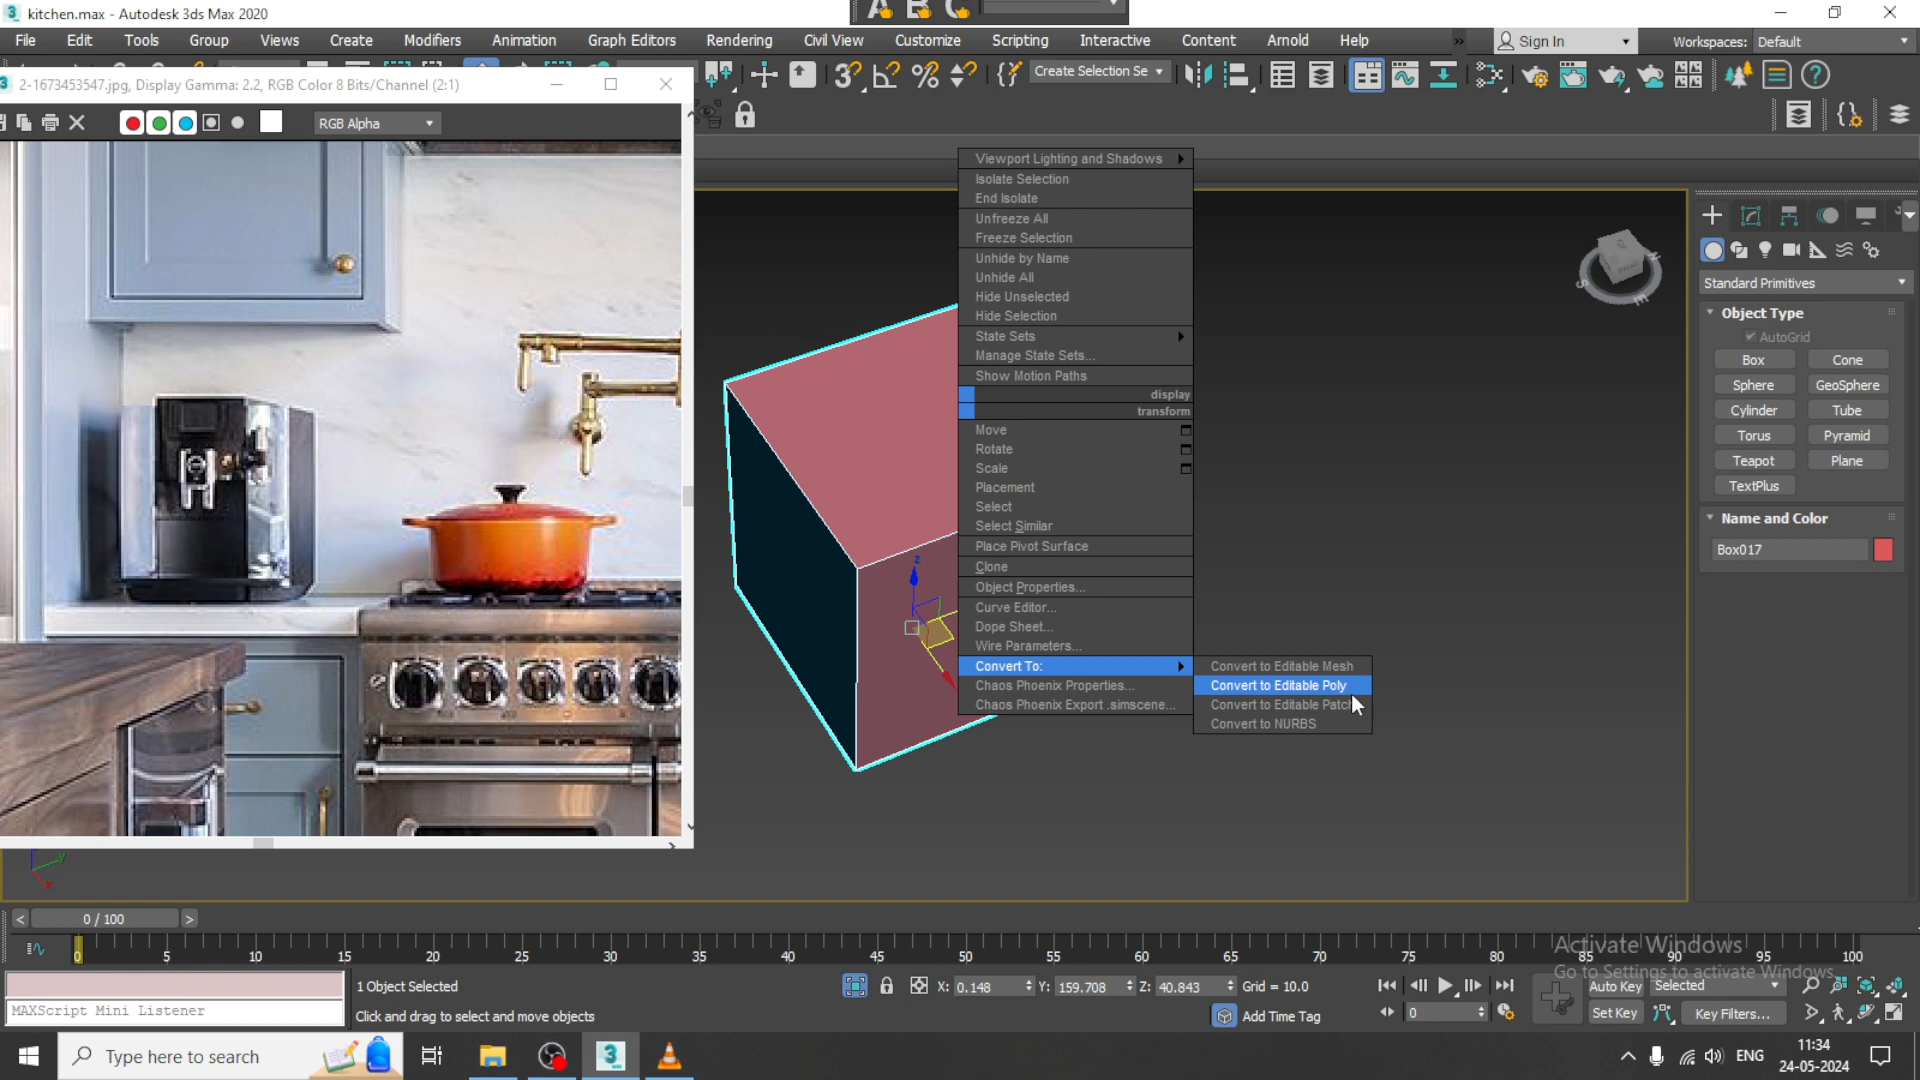 kitchen.max - Autodesk 3ds Max 2020
File Edit Tools Group Views Create Modifiers Animation Graph Editors Rendering Civil View Customize Scripting Interactive Content Arnold Help
Sign In
Workspaces: Default
Create Selection Se
2-1673453547.jpg, Display Gamma: 2.2, RGB Color 8 Bits/Channel (2:1)
RGB Alpha
Viewport Lighting and Shadows
Isolate Selection
End Isolate
Unfreeze All
Freeze Selection
Unhide by Name
Unhide All
Hide Unselected
Hide Selection
State Sets
Manage State Sets...
Show Motion Paths
display
transform
Move
Rotate
Scale
Placement
Select
Select Similar
Place Pivot Surface
Clone
Object Properties...
Curve Editor...
Dope Sheet...
Wire Parameters...
Convert To:
Chaos Phoenix Properties...
Chaos Phoenix Export .simscene...
Convert to Editable Mesh
Convert to Editable Poly
Convert to Editable Patch
Convert to NURBS
Standard Primitives
Object Type
AutoGrid
Box Cone
Sphere GeoSphere
Cylinder Tube
Torus Pyramid
Teapot Plane
TextPlus
Name and Color
Box017
0 / 100
0 5 10 15 20 25 30 35 40 45 50 55 60 65 70 75 80 85 90 95 100
Activate Windows
Go to Settings to activate Windows.
1 Object Selected
X: 0.148 Y: 159.708 Z: 40.843 Grid = 10.0
Auto Key Selected
MAXScript Mini Listener
Click and drag to select and move objects
Add Time Tag
0
Set Key Key Filters...
Type here to search
ENG
11:34
24-05-2024